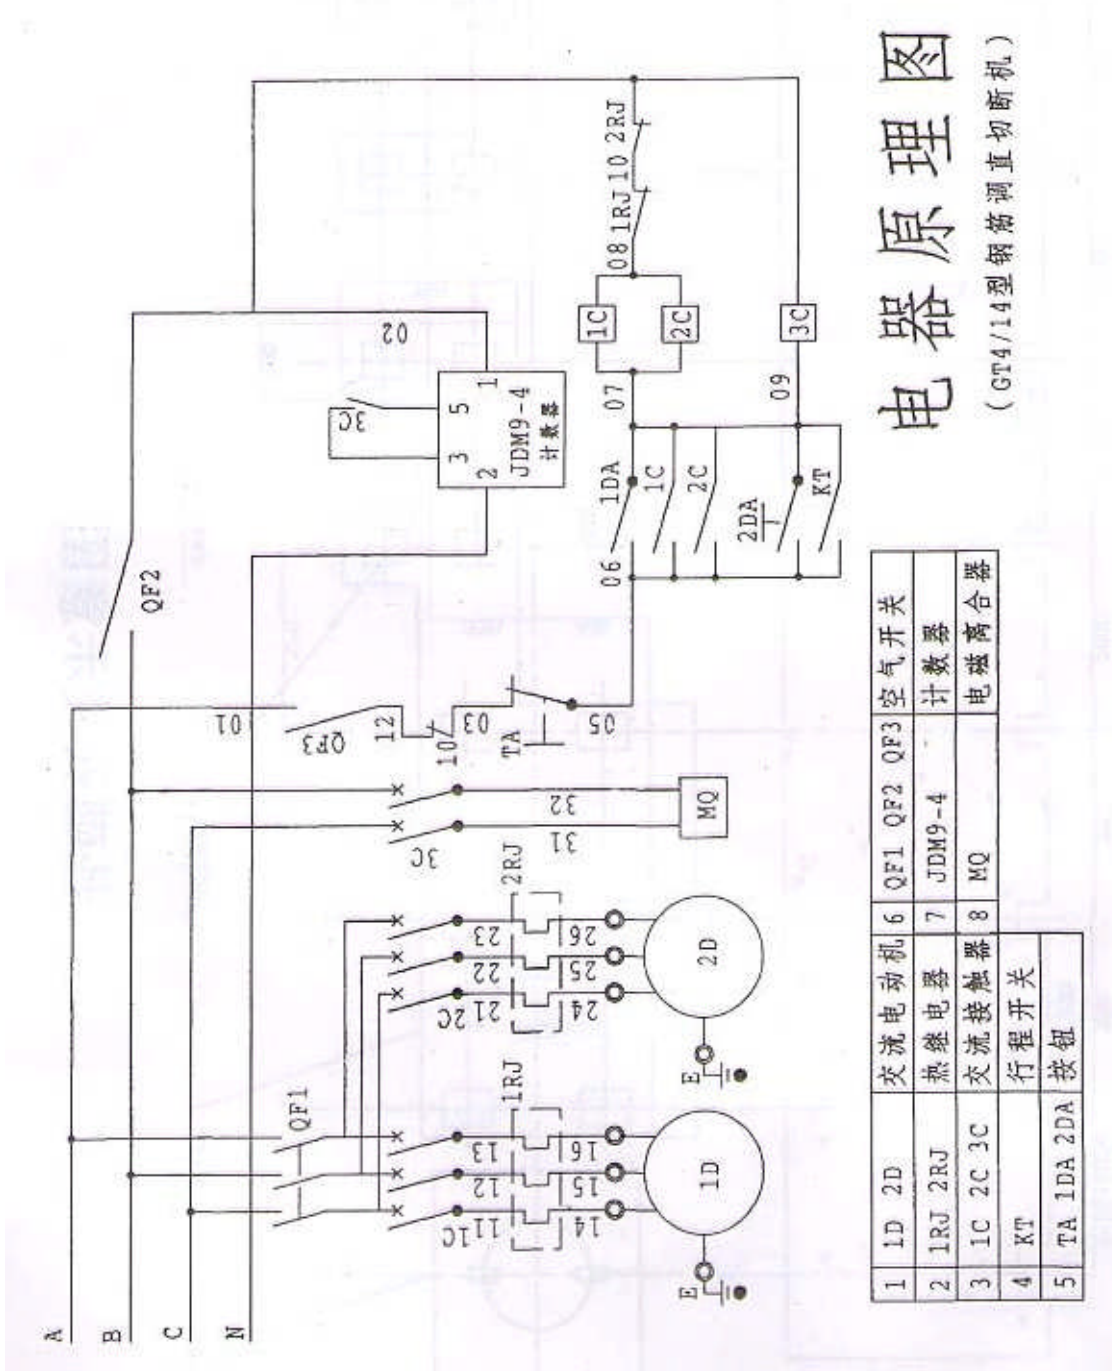 电器原理图
(GT4/14型钢筋调直切断机)
A
B
C
N
QF1
QF2
QF3
01
02
12
10
03
TA
05
3C
3
5
2
1
JDM9-4
计数器
06
1DA
07
1C
2C
08
1RJ
10
2RJ
1C
2C
2DA
KT
09
3C
3C
31
32
MQ
11
12
13
1C
1RJ
14
15
16
1D
E
21
22
23
2C
2RJ
24
25
26
2D
E
1 1D 2D 交流电动机 6 QF1 QF2 QF3 空气开关
2 1RJ 2RJ 热继电器 7 JDM9-4 计数器
3 1C 2C 3C 交流接触器 8 MQ 电磁离合器
4 KT 行程开关
5 TA 1DA 2DA 按钮